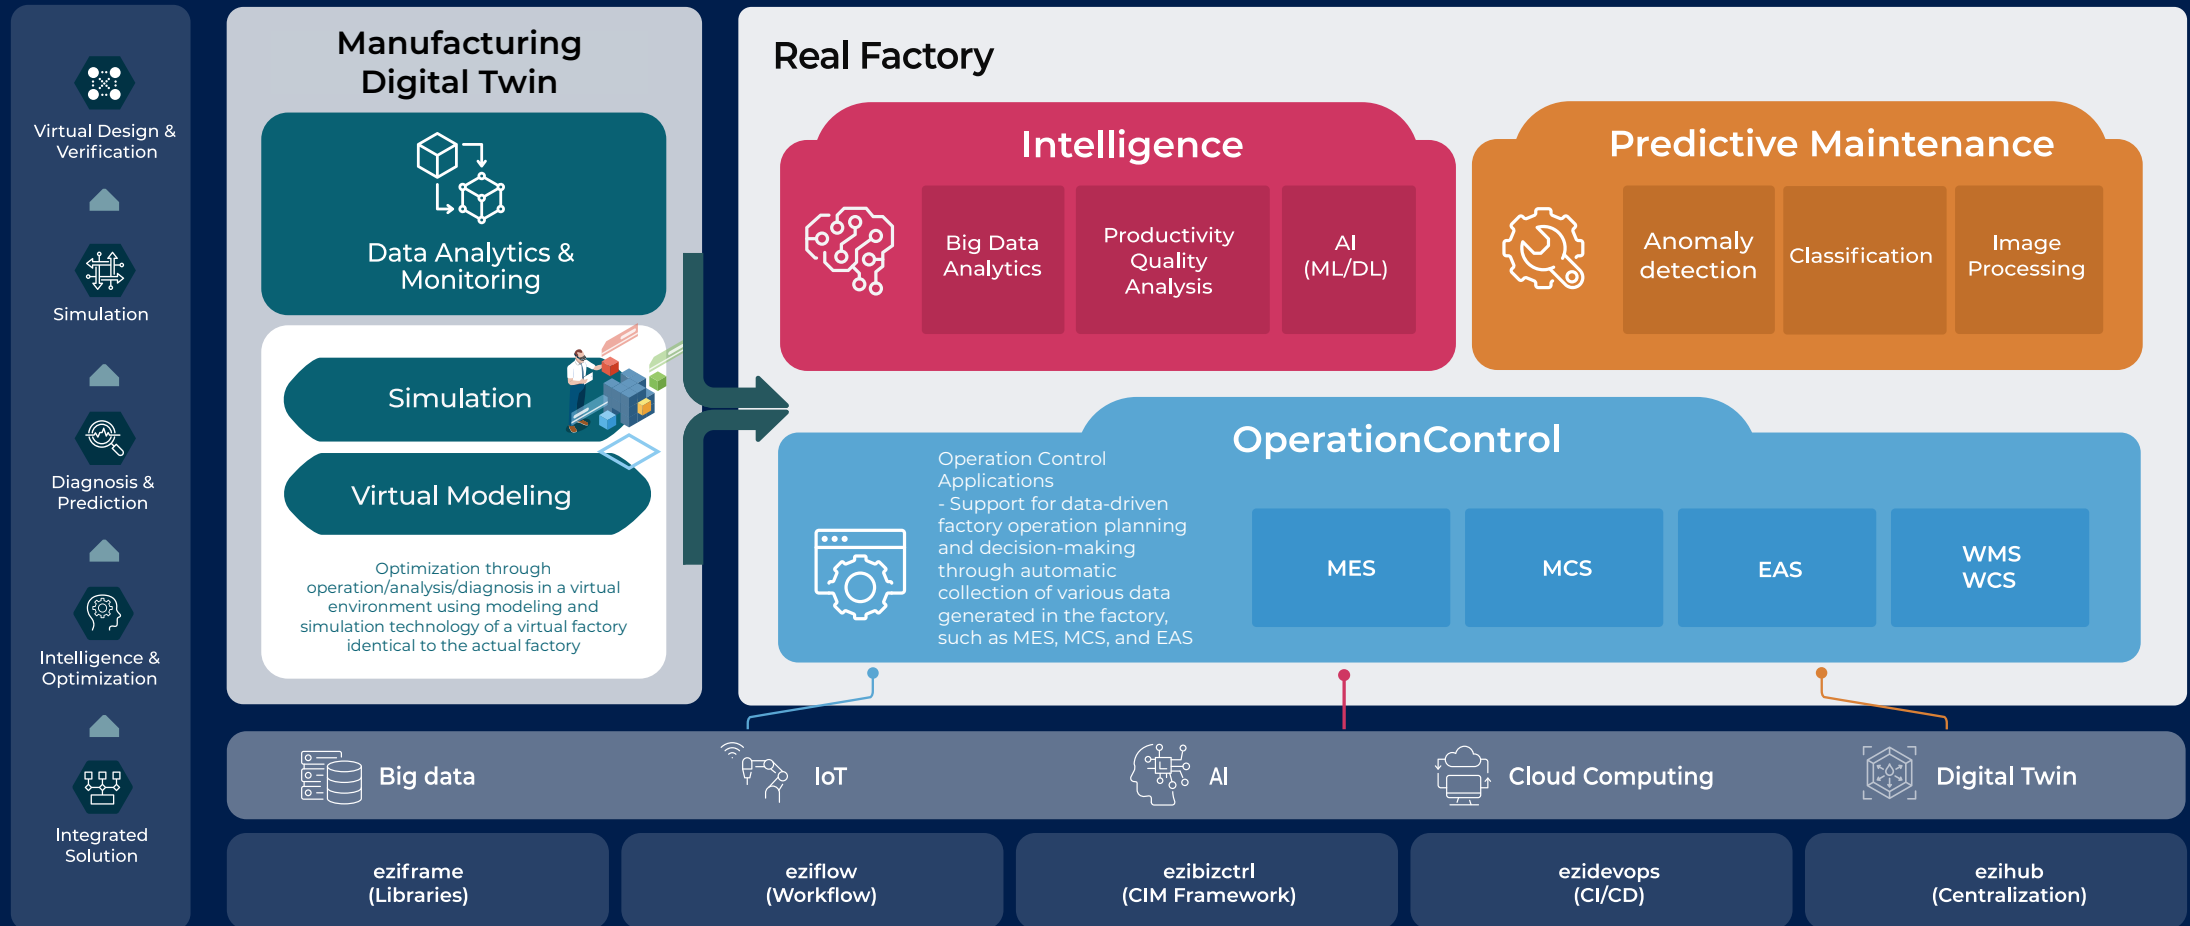 Virtual Design &
Verification
Simulation
Diagnosis &
Prediction
Intelligence &
Optimization
Integrated
Solution
Manufacturing
Digital Twin
Data Analytics &
Monitoring
Simulation
Virtual Modeling
Optimization through
operation/analysis/diagnosis in a virtual
environment using modeling and
simulation technology of a virtual factory
identical to the actual factory
Real Factory
Intelligence
Big Data
Analytics
Productivity
Quality
Analysis
AI
(ML/DL)
Predictive Maintenance
Anomaly
detection
Classification
Image
Processing
OperationControl
Operation Control
Applications
- Support for data-driven
factory operation planning
and decision-making
through automatic
collection of various data
generated in the factory,
such as MES, MCS, and EAS
MES
MCS
EAS
WMS
WCS
Big data
IoT
AI
Cloud Computing
Digital Twin
eziframe
(Libraries)
eziflow
(Workflow)
ezibizctrl
(CIM Framework)
ezidevops
(CI/CD)
ezihub
(Centralization)